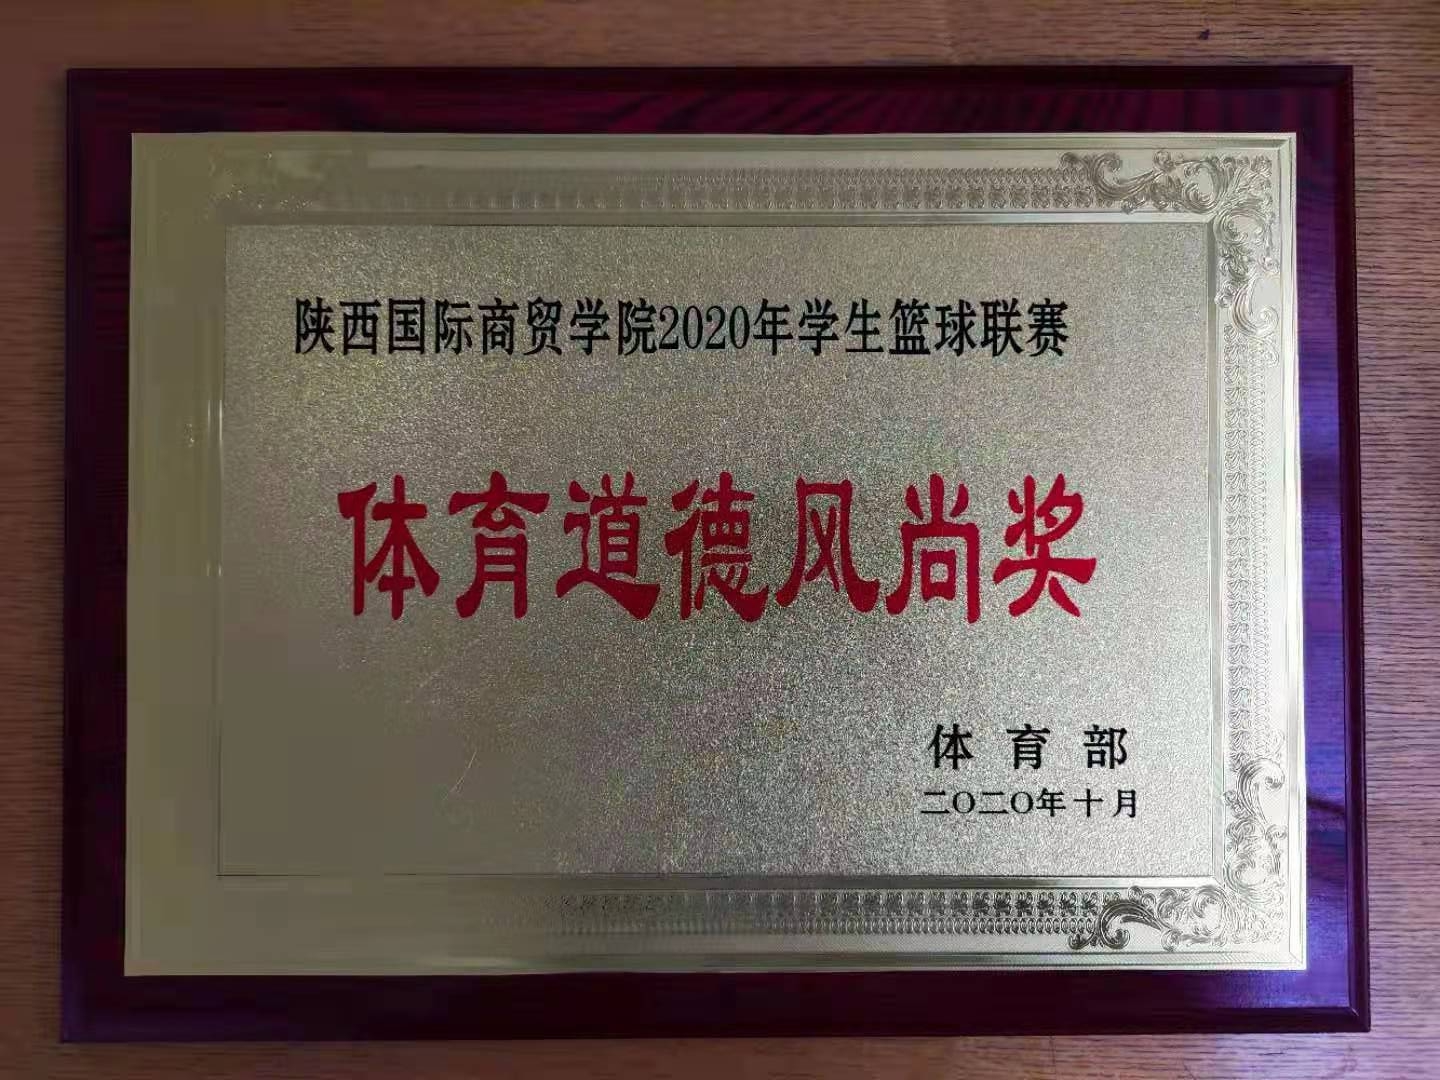 陕西国际商贸学院2020年学生篮球联赛
体育道德风尚奖
体育部
二〇二〇年十月